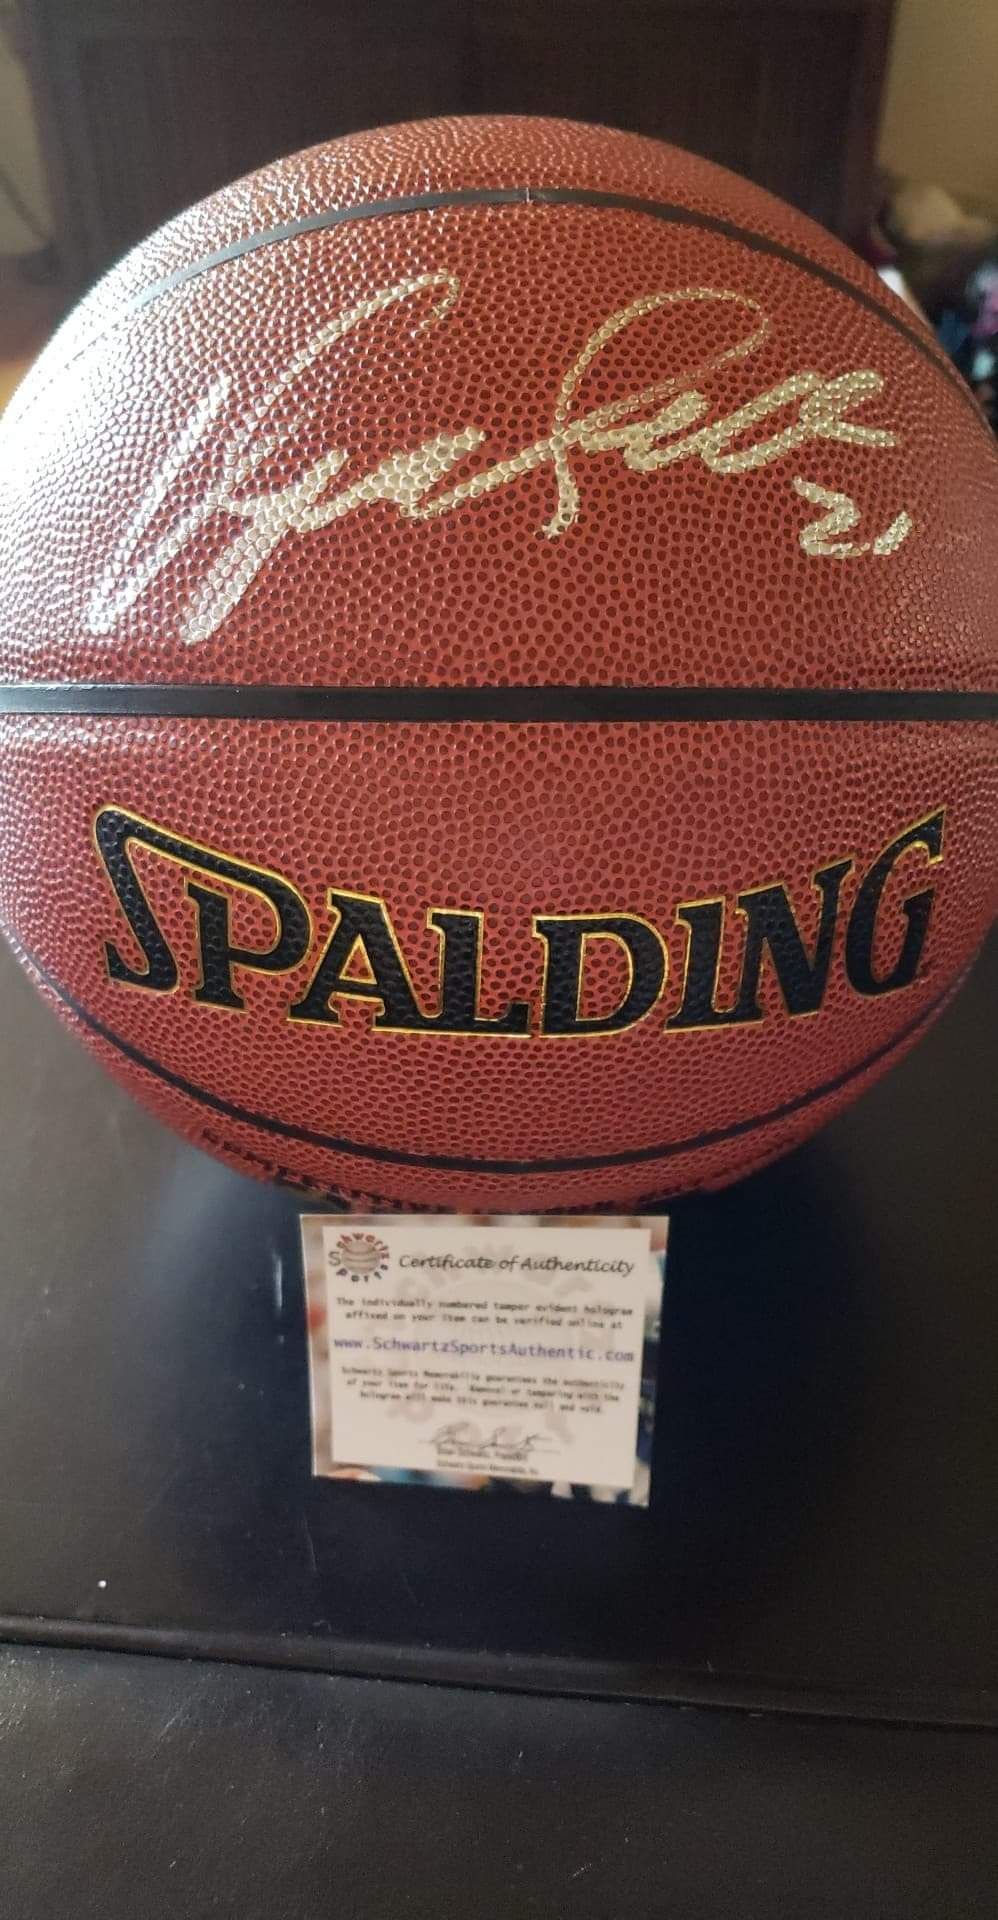 21
SPALDING
Schwartz
Sports
Certificate of Authenticity
The individually numbered tamper evident hologram
affixed on your item can be verified online at
www.SchwartzSportsAuthentic.com
Schwartz Sports Memorabilia guarantees the authenticity
of your item for life. Removal or tampering with the
hologram will make this guarantee null and void.